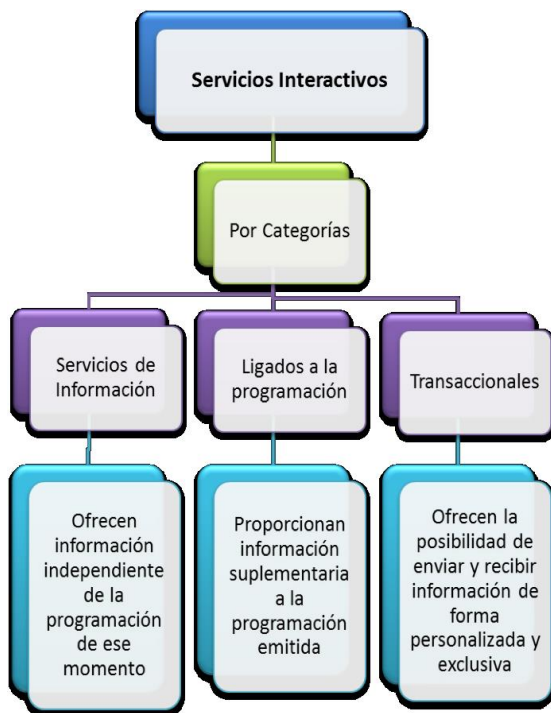 Servicios Interactivos
Por Categorías
Servicios de
Información
Ligados a la
programación
Transaccionales
Ofrecen
información
independiente
de la
programación
de ese
momento
Proporcionan
información
suplementaria
a la
programación
emitida
Ofrecen la
posibilidad de
enviar y recibir
información de
forma
personalizada y
exclusiva